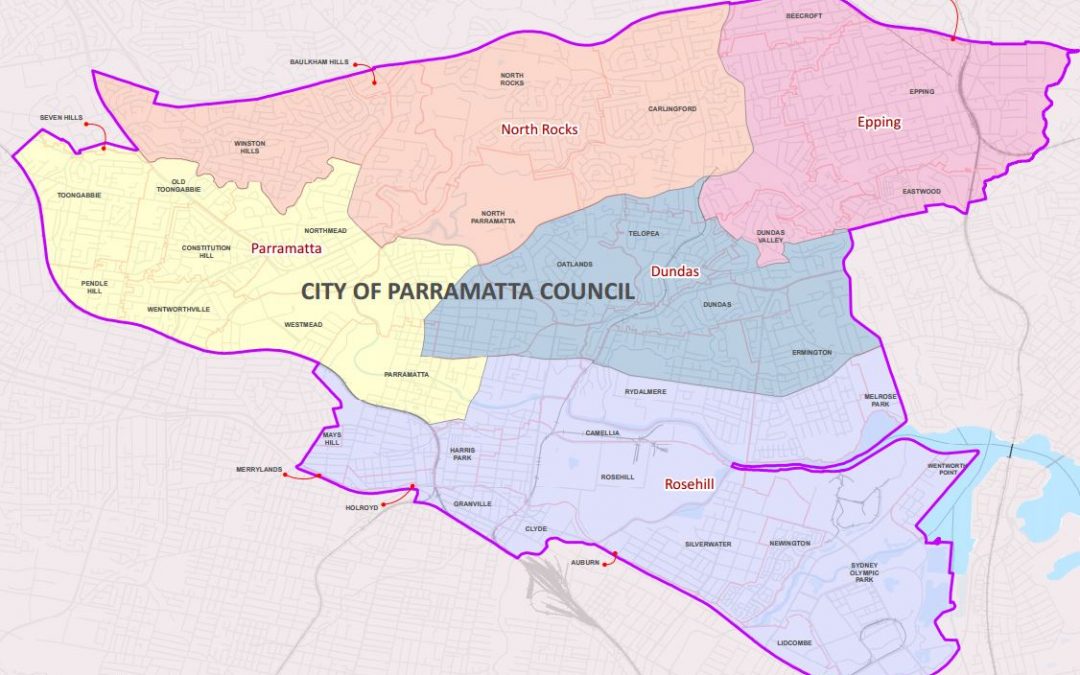 BEECROFT
BAULKHAM HILLS
NORTH
ROCKS
EPPING
CARLINGFORD
SEVEN HILLS
Epping
North Rocks
WINSTON
HILLS
OLD
TOONGABBIE
TOONGABBIE
EASTWOOD
NORTH
PARRAMATTA
NORTHMEAD
TELOPEA
DUNDAS
VALLEY
CONSTITUTION
HILL
Parramatta
OATLANDS
Dundas
PENDLE
HILL
CITY OF PARRAMATTA COUNCIL
WENTWORTHVILLE
DUNDAS
WESTMEAD
ERMINGTON
PARRAMATTA
RYDALMERE
MELROSE
PARK
MAYS
HILL
CAMELLIA
HARRIS
PARK
MERRYLANDS
WENTWORTH
POINT
ROSEHILL
Rosehill
HOLROYD
GRANVILLE
CLYDE
SILVERWATER
NEWINGTON
AUBURN
SYDNEY
OLYMPIC
PARK
LIDCOMBE